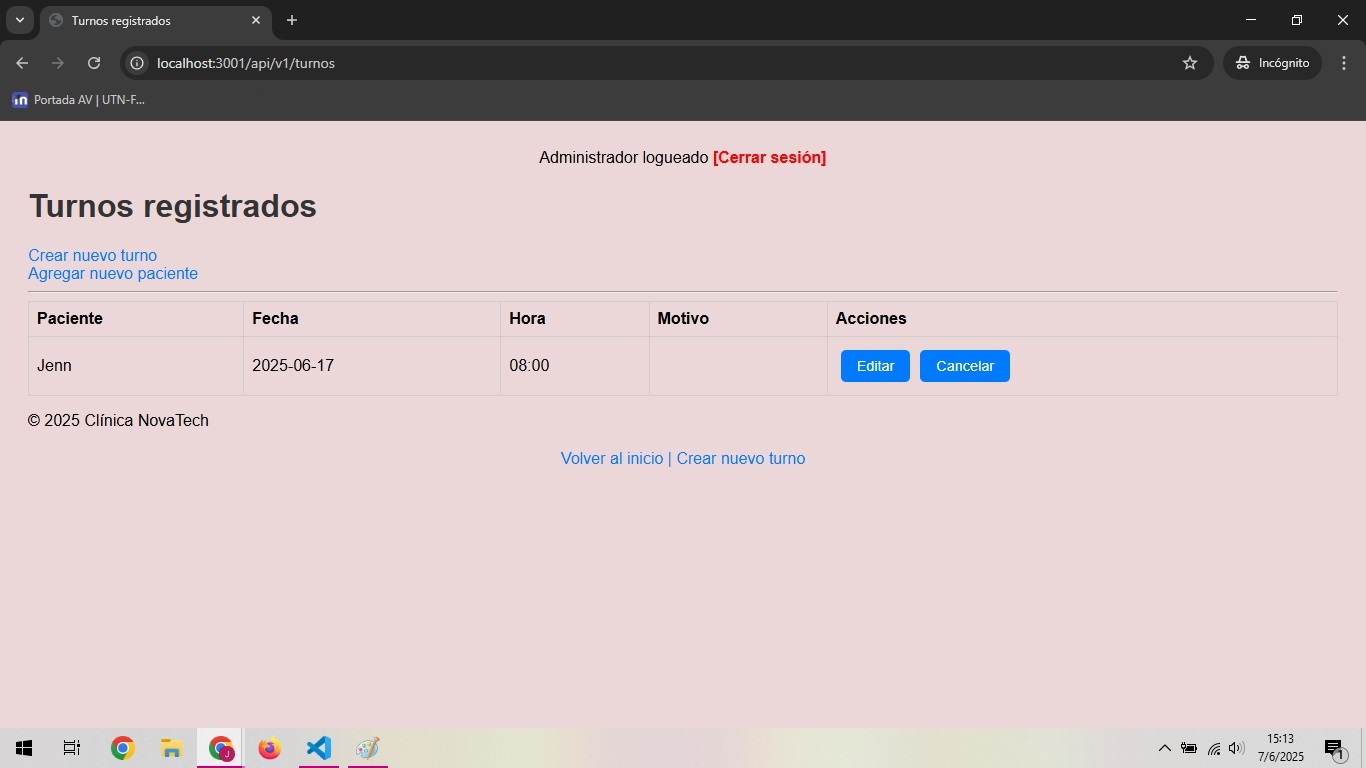 Turnos registrados
localhost:3001/api/v1/turnos
Incógnito
Portada AV | UTN-F...
Administrador logueado [Cerrar sesión]
Turnos registrados
Crear nuevo turno
Agregar nuevo paciente
Paciente Fecha Hora Motivo Acciones
Jenn 2025-06-17 08:00 Editar Cancelar
© 2025 Clínica NovaTech
Volver al inicio | Crear nuevo turno
15:13
7/6/2025
1